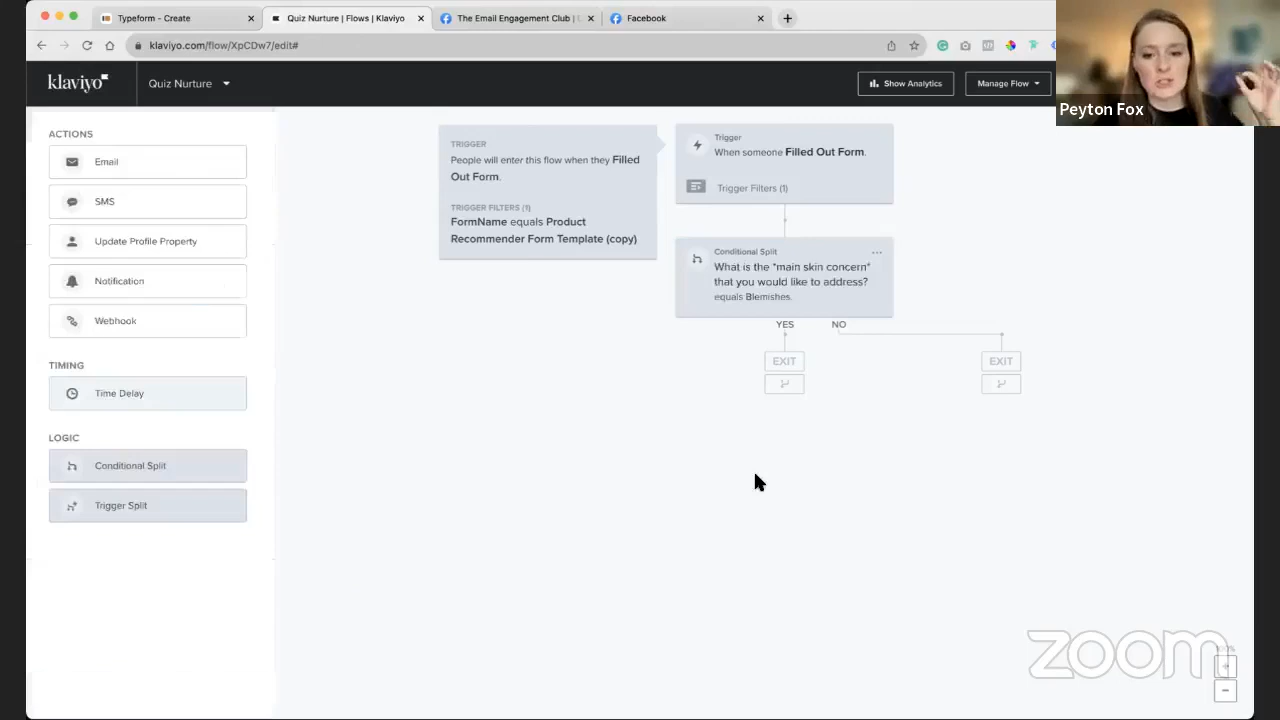 Typeform - Create
Quiz Nurture | Flows | Klaviyo
The Email Engagement Club |
Facebook
klaviyo.com/flow/XpCDw7/edit#
klaviyo
Quiz Nurture
Show Analytics
Manage Flow
Peyton Fox
ACTIONS
Email
SMS
Update Profile Property
Notification
Webhook
TIMING
Time Delay
LOGIC
Conditional Split
Trigger Split
TRIGGER
People will enter this flow when they Filled
Out Form.
TRIGGER FILTERS (1)
FormName equals Product
Recommender Form Template (copy)
Trigger
When someone Filled Out Form.
Trigger Filters (1)
Conditional Split
What is the *main skin concern*
that you would like to address?
equals Blemishes.
YES
NO
EXIT
EXIT
zoom